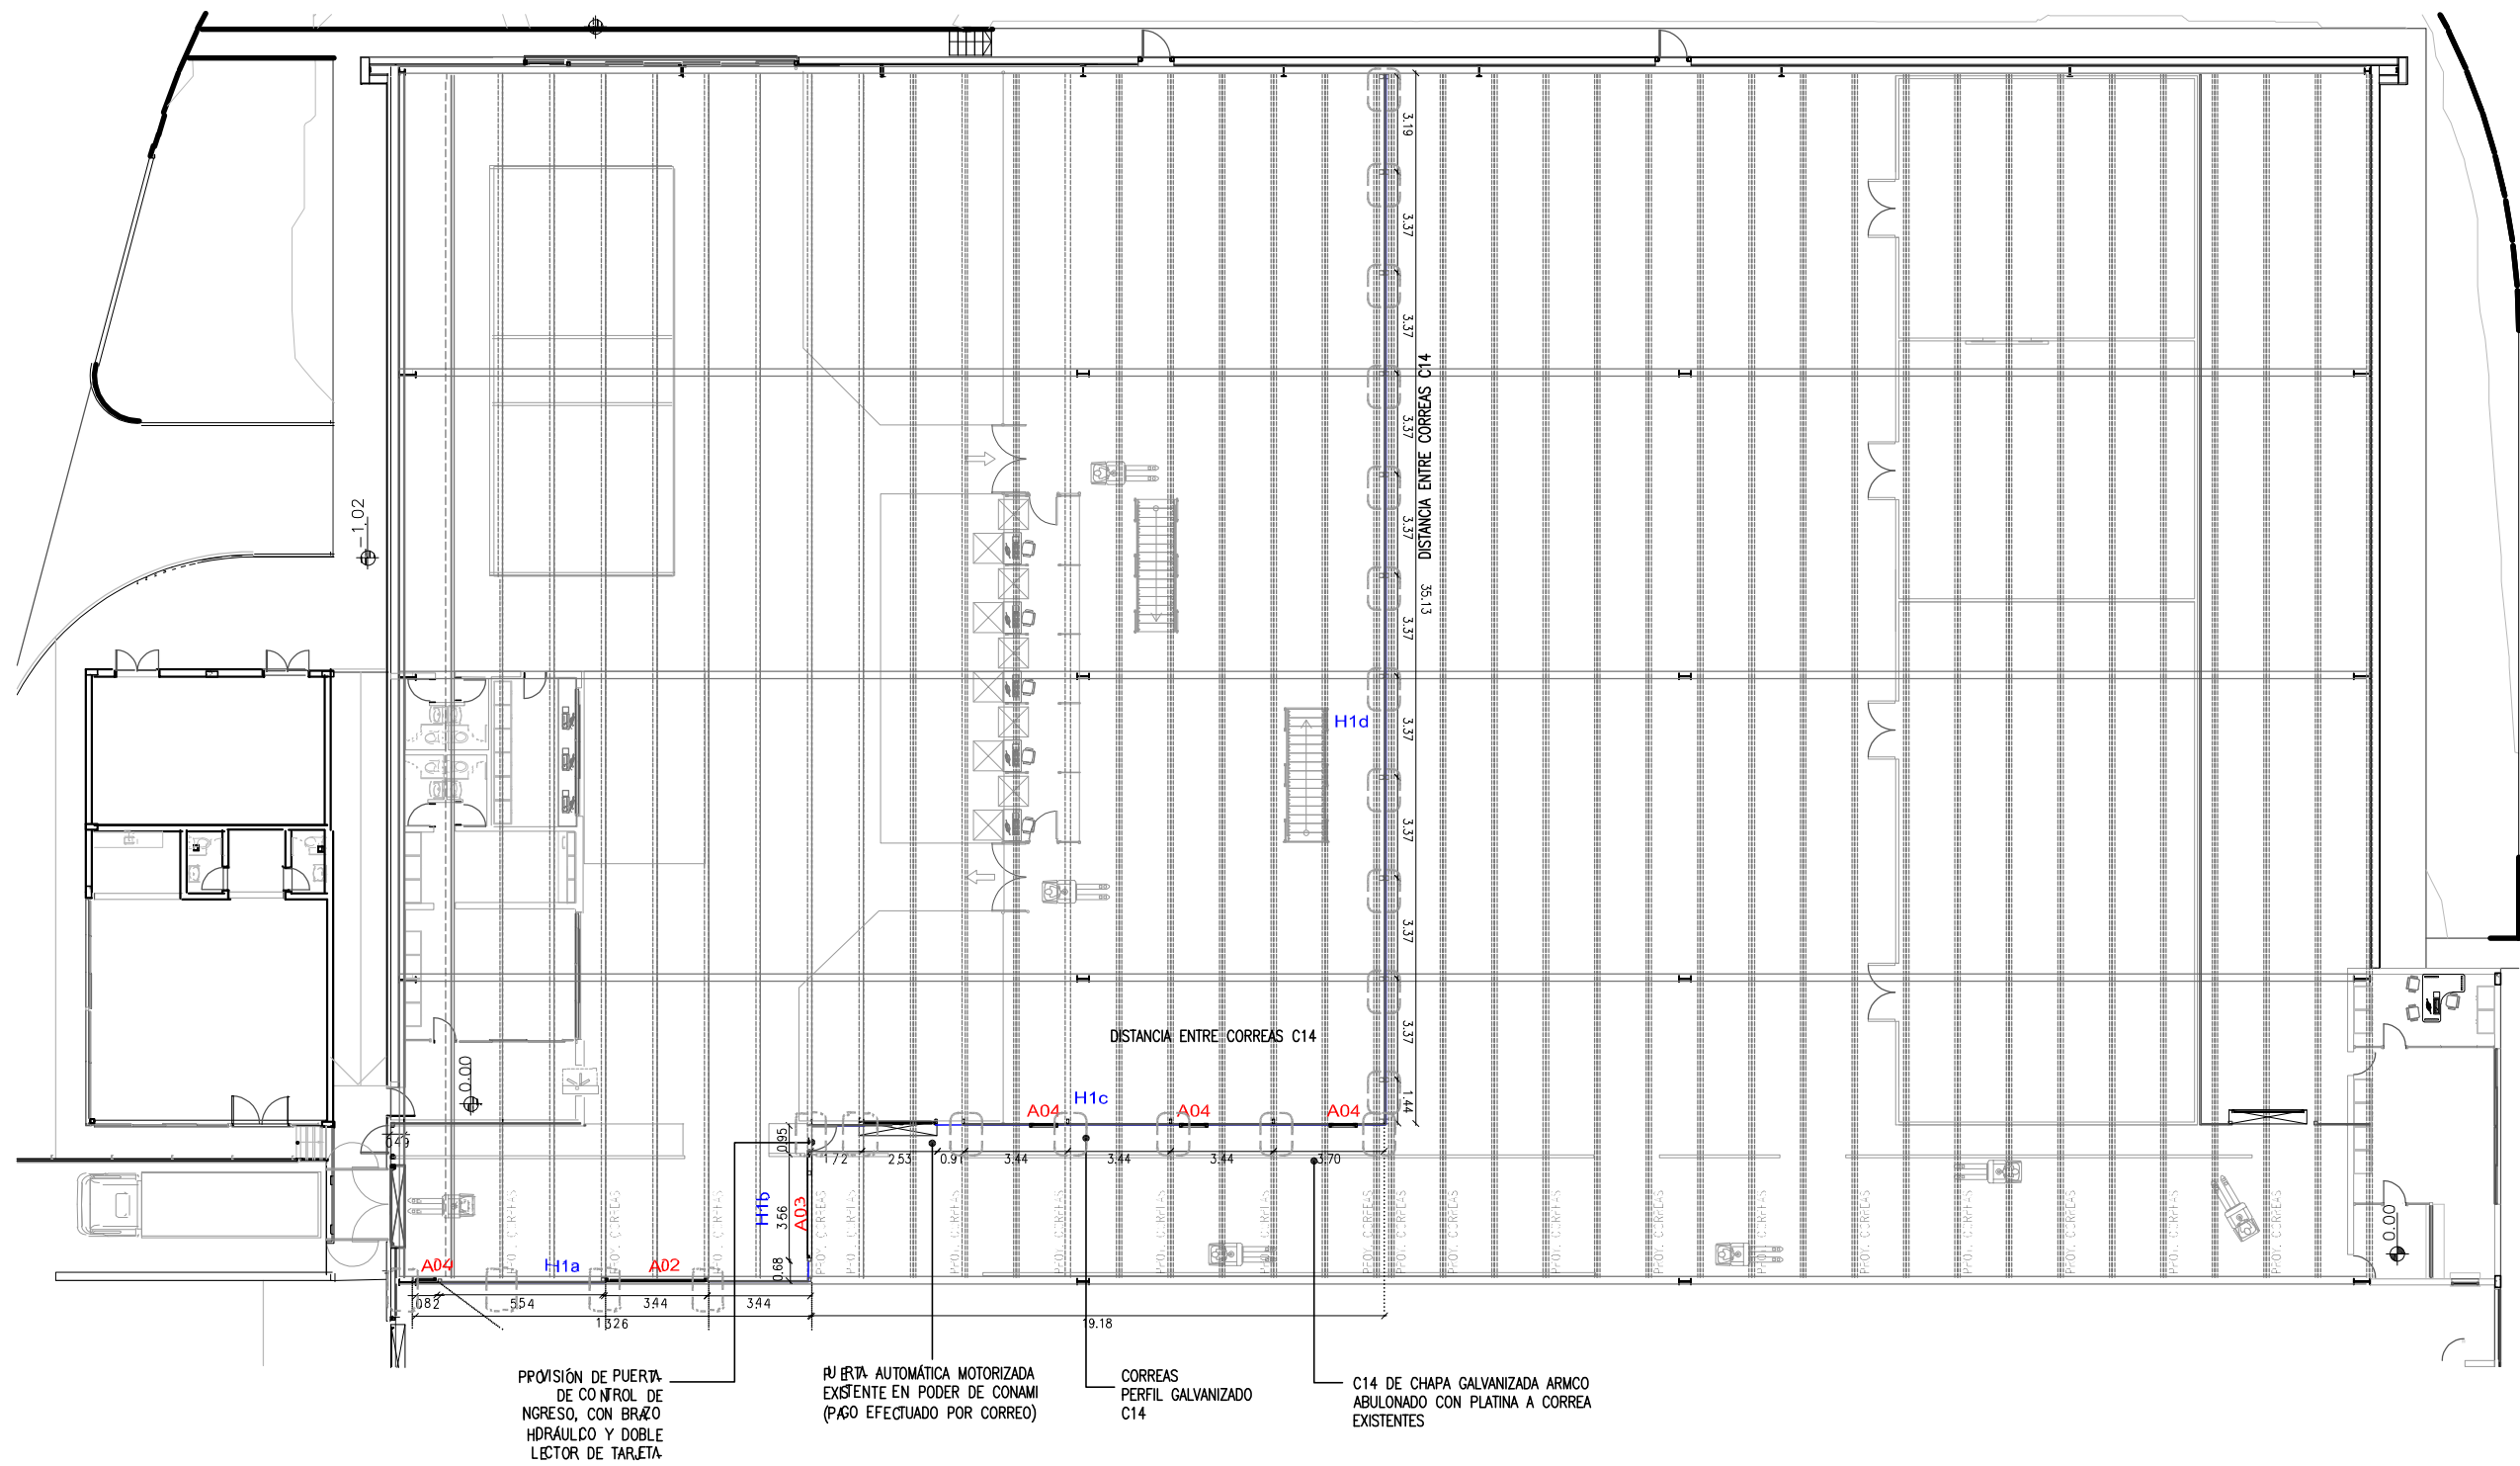 3.19
3.37
3.37
3.37
3.37
3.37
3.37
3.37
3.37
3.37
1.44
DISTANCIA ENTRE CORREAS C14
35.13
-1.02
H1d
DISTANCIA ENTRE CORREAS C14
H1c
A04
A04
A04
0.00
0.49
0.95
1.72
2.53
0.91
3.44
3.44
3.44
3.70
H1b
3.56
A03
0.68
A04
H1a
A02
0.82
5.54
3.44
3.44
13.26
19.18
0.00
PROVISIÓN DE PUERTA
DE CONTROL DE
INGRESO, CON BRAZO
HIDRÁULICO Y DOBLE
LECTOR DE TARJETA
PUERTA AUTOMÁTICA MOTORIZADA
EXISTENTE EN PODER DE CONAMI
(PAGO EFECTUADO POR CORREO)
CORREAS
PERFIL GALVANIZADO
C14
C14 DE CHAPA GALVANIZADA ARMCO
ABULONADO CON PLATINA A CORREA
EXISTENTES